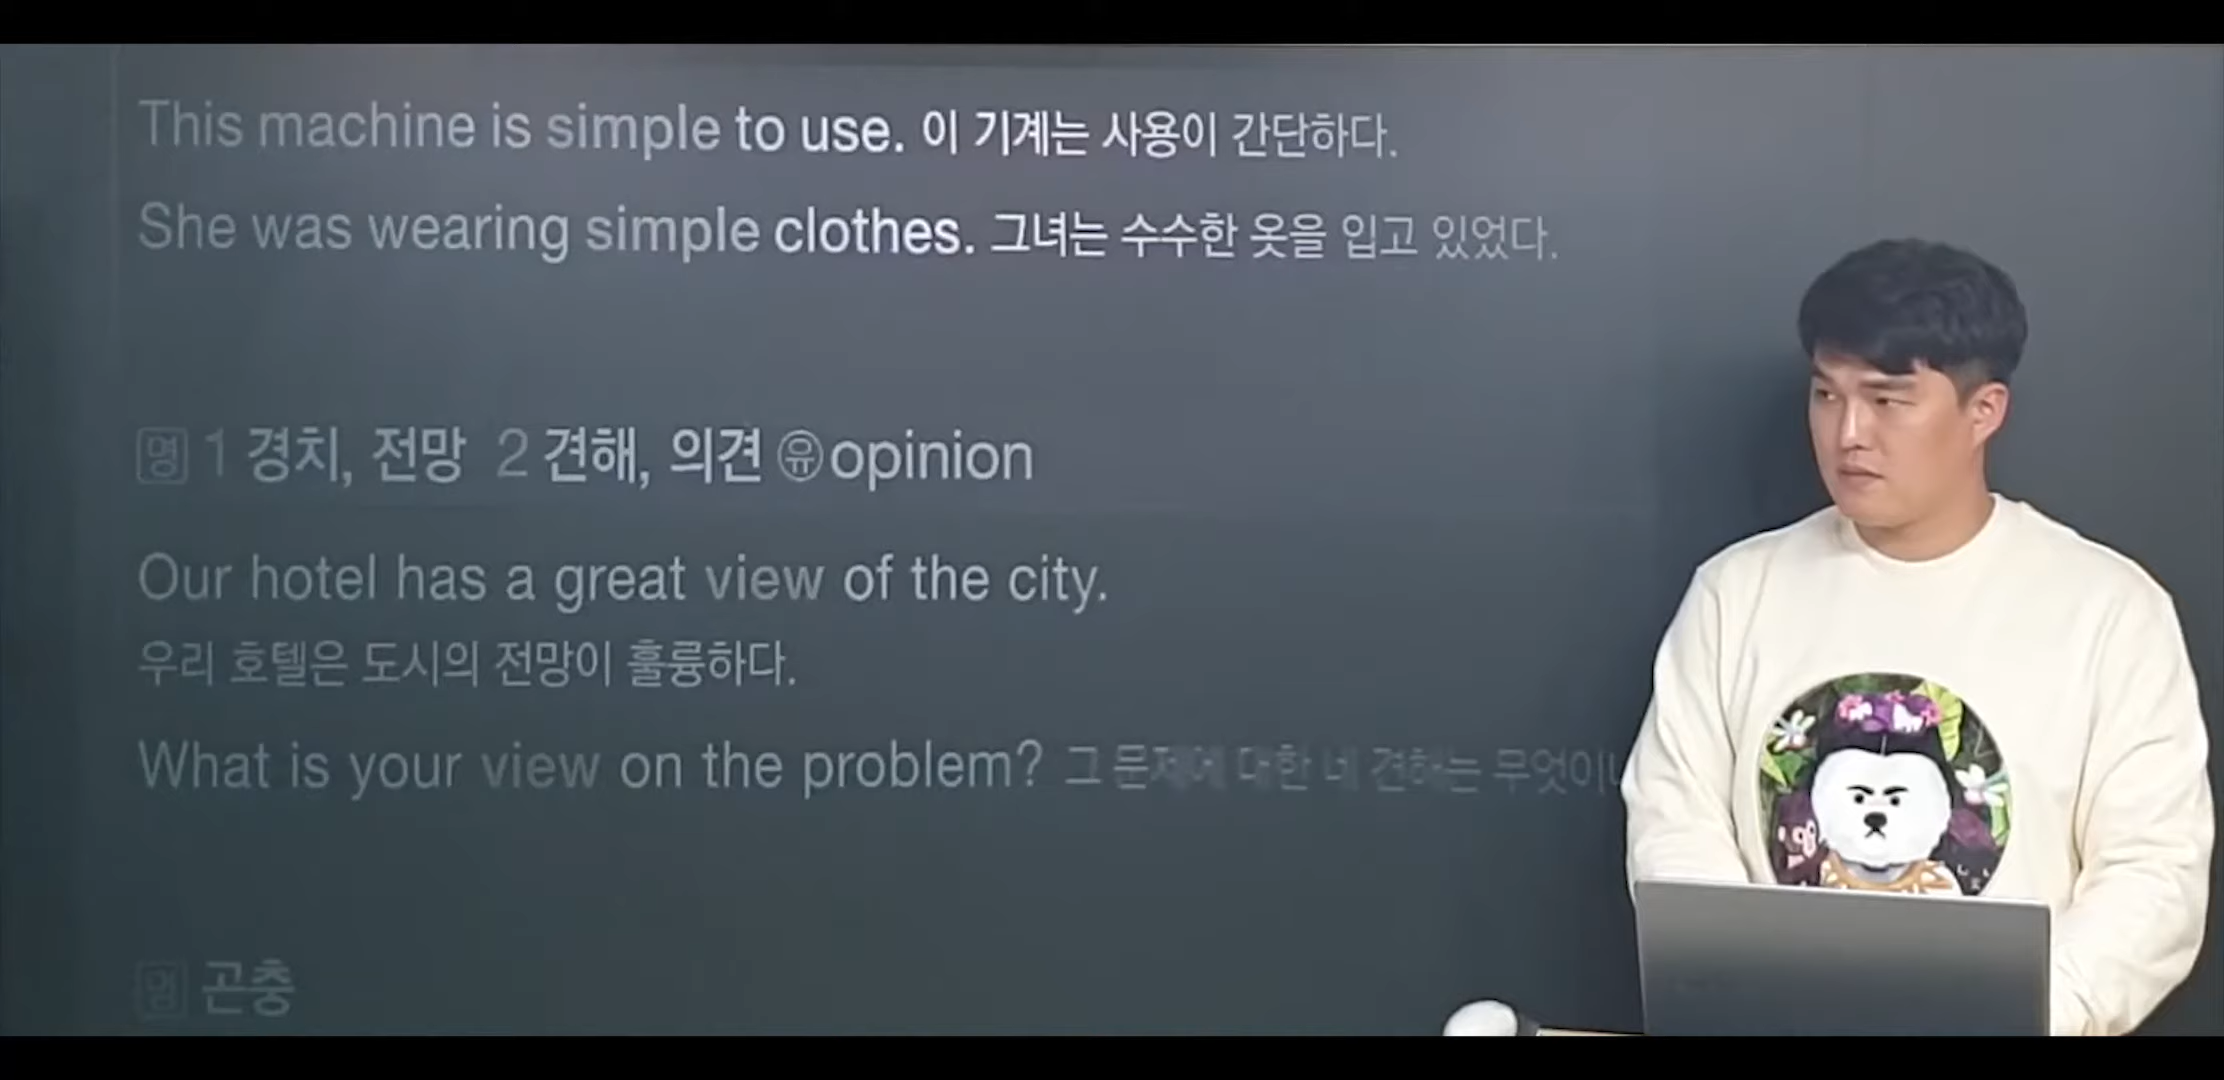 This machine is simple to use. 이 기계는 사용이 간단하다.
She was wearing simple clothes. 그녀는 수수한 옷을 입고 있었다.
명 1 경치, 전망 2 견해, 의견 유 opinion
Our hotel has a great view of the city.
우리 호텔은 도시의 전망이 훌륭하다.
What is your view on the problem? 그 문제에 대한 네 견해는
명 곤충